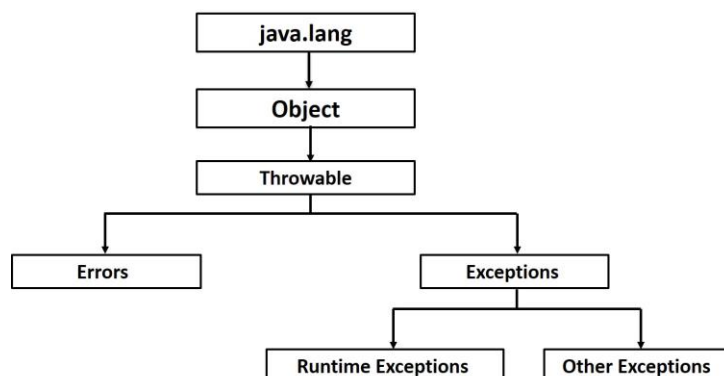 java.lang
Object
Throwable
Errors
Exceptions
Runtime Exceptions
Other Exceptions